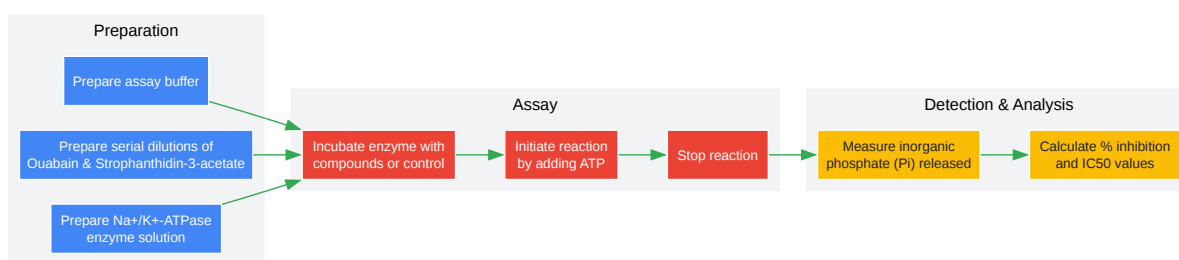 Preparation
Prepare assay buffer
Prepare serial dilutions of
Ouabain & Strophanthidin-3-acetate
Prepare Na+/K+-ATPase
enzyme solution
Assay
Incubate enzyme with
compounds or control
Initiate reaction
by adding ATP
Stop reaction
Detection & Analysis
Measure inorganic
phosphate (Pi) released
Calculate % inhibition
and IC50 values